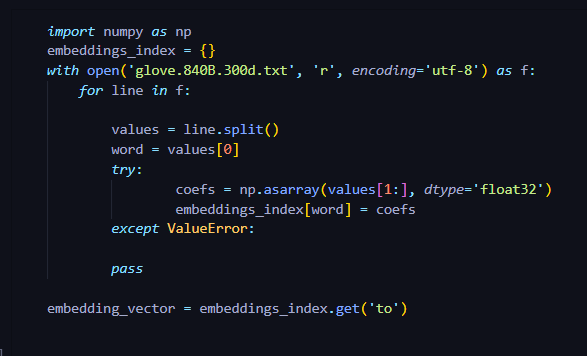 import numpy as np
embeddings_index = {}
with open('glove.840B.300d.txt', 'r', encoding='utf-8') as f:
    for line in f:

        values = line.split()
        word = values[0]
        try:
                coefs = np.asarray(values[1:], dtype='float32')
                embeddings_index[word] = coefs
        except ValueError:

        pass

embedding_vector = embeddings_index.get('to')